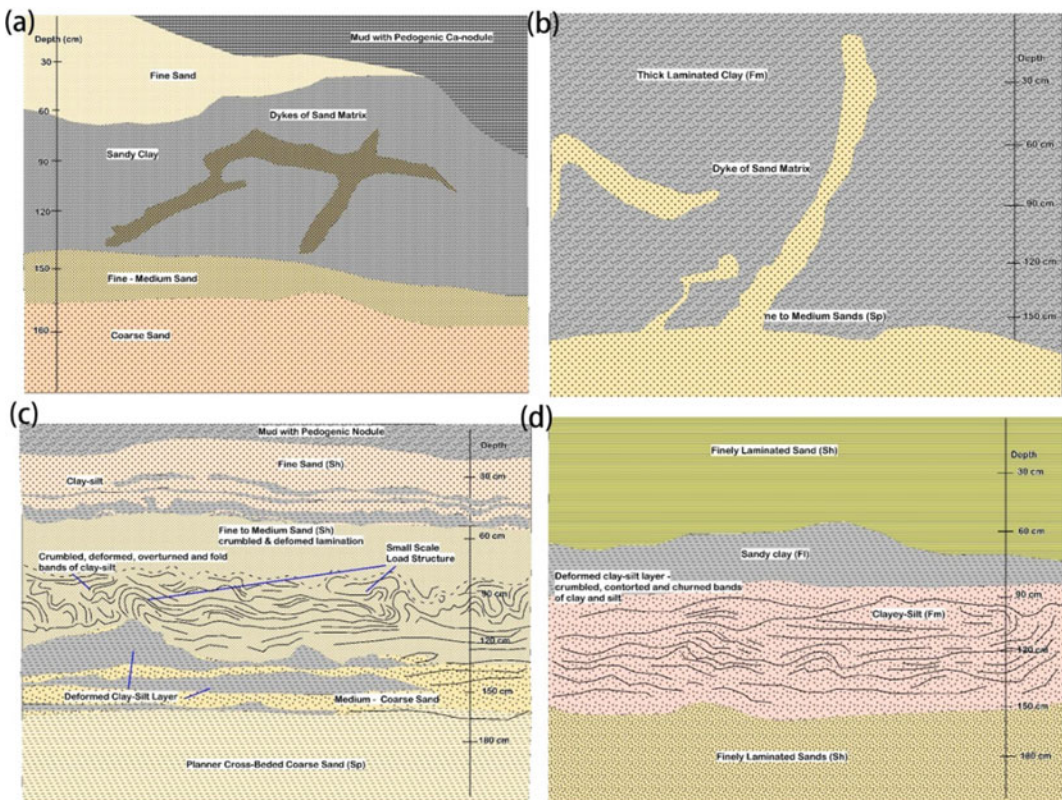 (a)
Depth (cm)
Mud with Pedogenic Ca-nodule
30
Fine Sand
60
Dykes of Sand Matrix
Sandy Clay
90
120
150
Fine - Medium Sand
180
Coarse Sand
(b)
Depth
Thick Laminated Clay (Fm)
30 cm
60 cm
Dyke of Sand Matrix
90 cm
120 cm
ne to Medium Sands (Sp)
150 cm
(c)
Mud with Pedogenic Nodule
Depth
Fine Sand (Sh)
Clay-silt
30 cm
Fine to Medium Sand (Sh)
crumbled & defomed lamination
60 cm
Crumbled, deformed, overturned and fold
bands of clay-silt
Small Scale
Load Structure
90 cm
120 cm
Deformed Clay-Silt Layer
Medium - Coarse Sand
150 cm
180 cm
Planner Cross-Beded Coarse Sand (Sp)
(d)
Finely Laminated Sand (Sh)
Depth
30 cm
60 cm
Sandy clay (Fl)
Deformed clay-silt layer -
crumbled, contorted and churned bands
of clay and silt
90 cm
Clayey-Silt (Fm)
120 cm
150 cm
Finely Laminated Sands (Sh)
180 cm